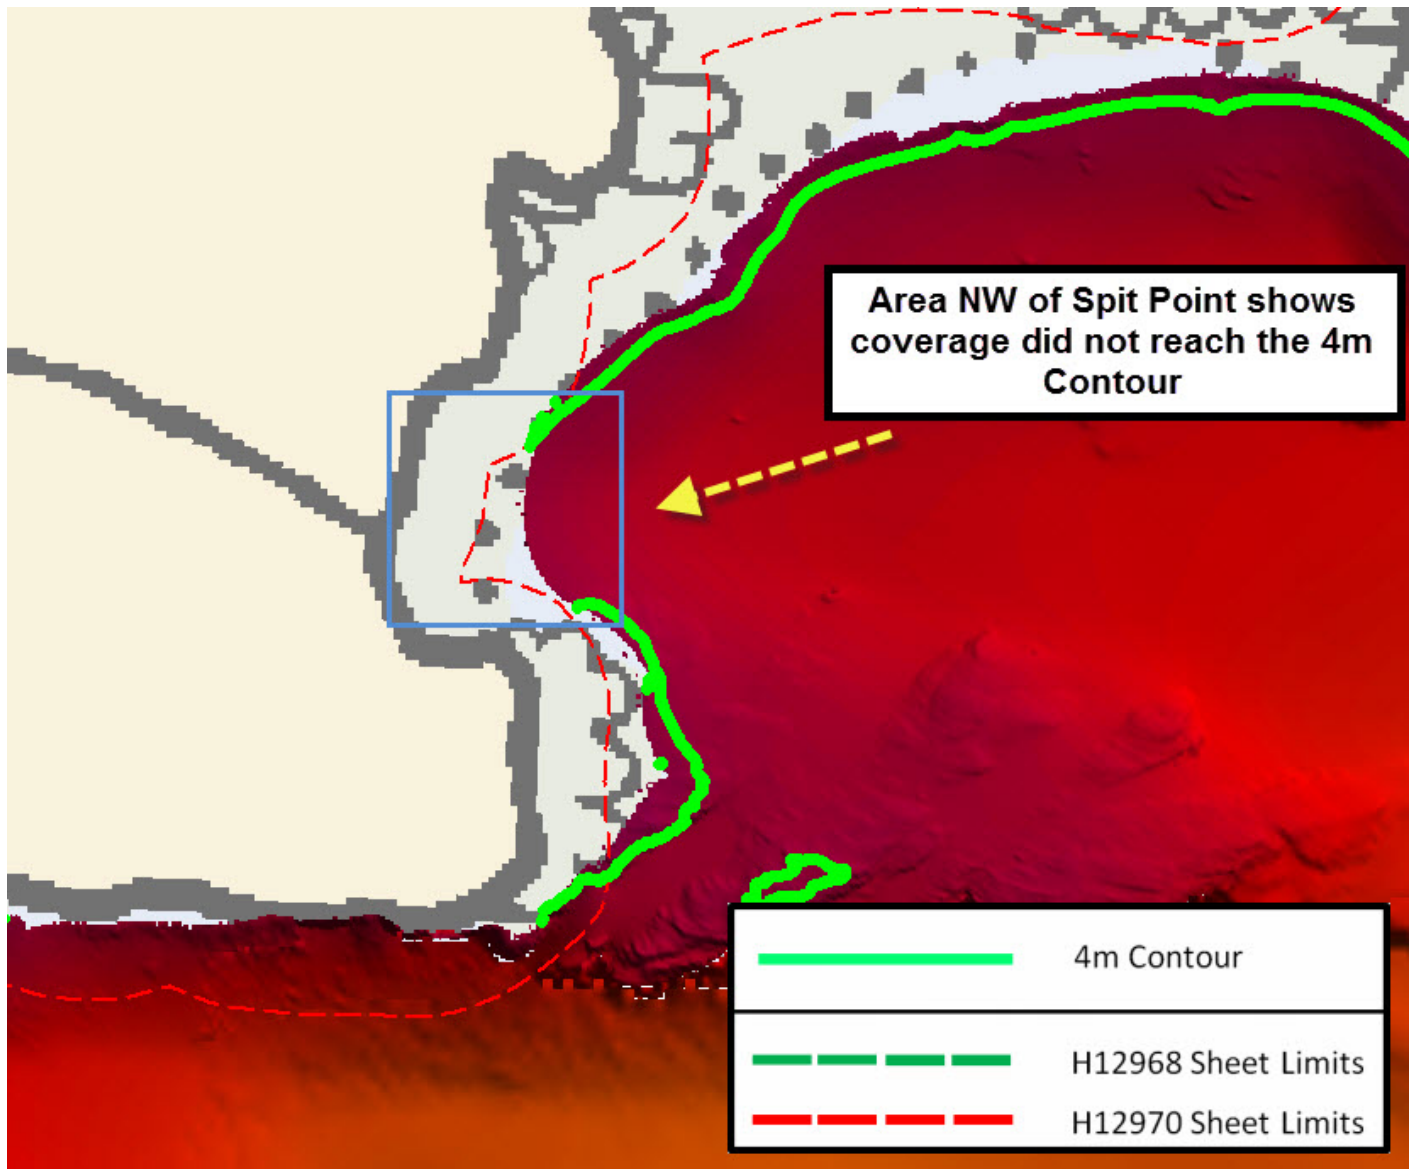 Area NW of Spit Point shows
coverage did not reach the 4m
Contour
4m Contour
H12968 Sheet Limits
H12970 Sheet Limits